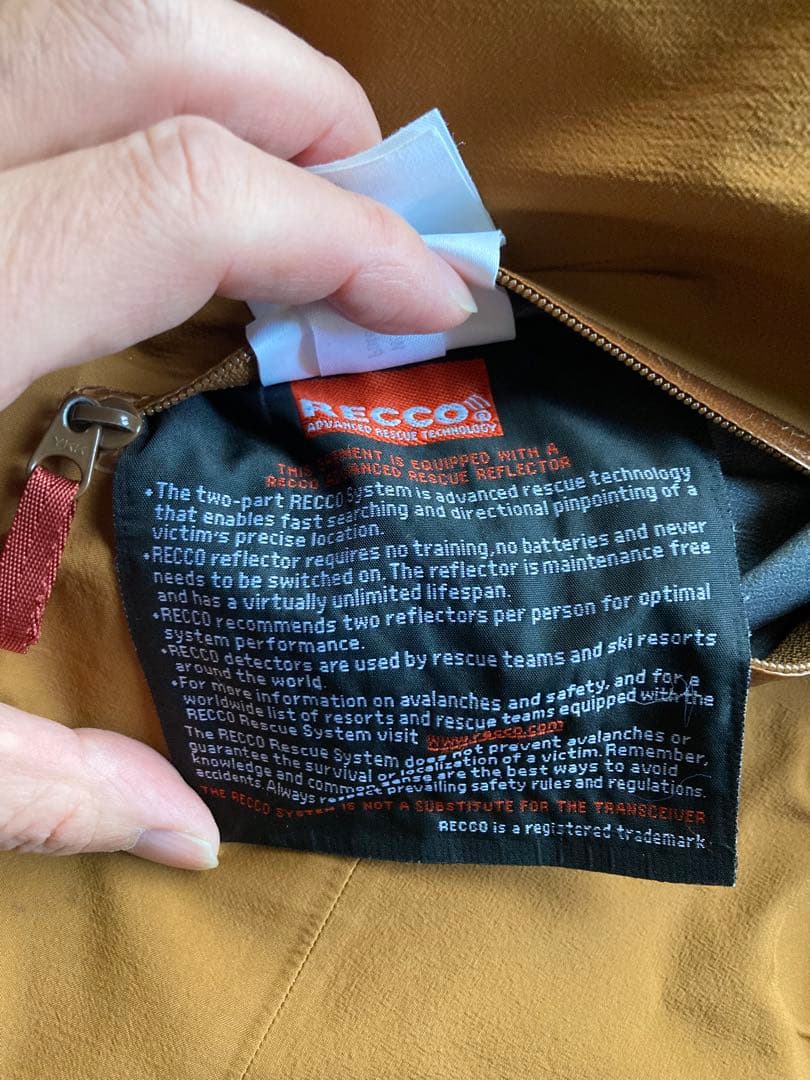 RECCO
ADVANCED RESCUE TECHNOLOGY
THIS GARMENT IS EQUIPPED WITH A
RECCO ADVANCED RESCUE REFLECTOR
•The two-part RECCO System is advanced rescue technology
that enables fast searching and directional pinpointing of a
victim's precise location.
•RECCO reflector requires no training, no batteries and never
needs to be switched on. The reflector is maintenance free
and has a virtually unlimited lifespan.
•RECCO recommends two reflectors per person for optimal
system performance.
•RECCO detectors are used by rescue teams and ski resorts
around the world.
•For more information on avalanches and safety, and for a
worldwide list of resorts and rescue teams equipped with the
RECCO Rescue System visit www.recco.com
The RECCO Rescue System does not prevent avalanches or
guarantee the survival or localization of a victim. Remember,
knowledge and common sense are the best ways to avoid
accidents. Always respect prevailing safety rules and regulations.
THE RECCO SYSTEM IS NOT A SUBSTITUTE FOR THE TRANSCEIVER
RECCO is a registered trademark
YKK